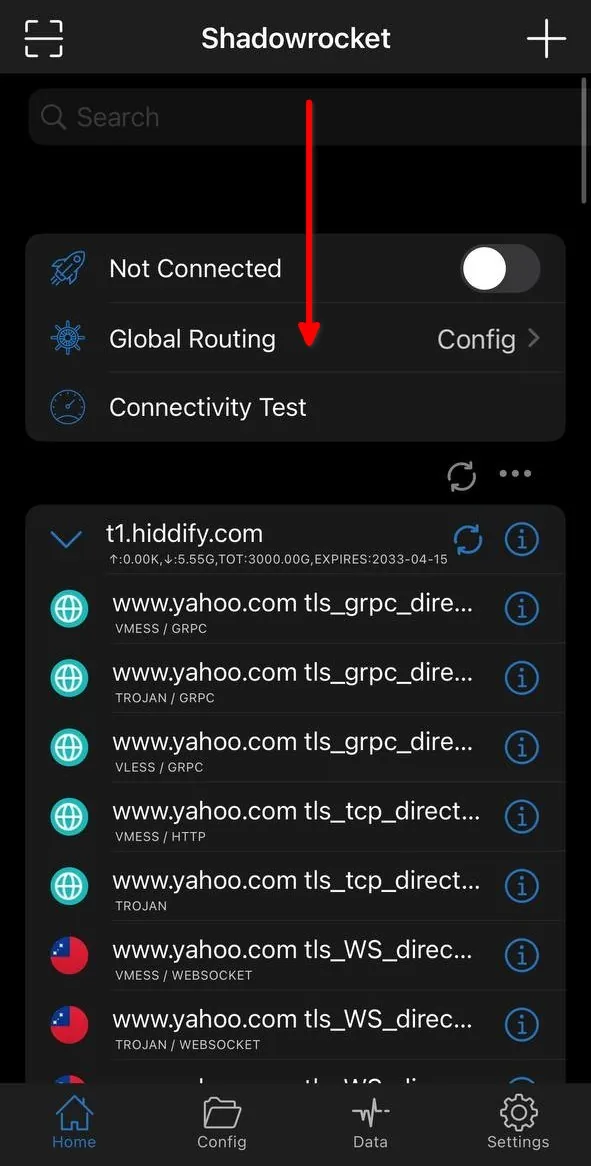 Shadowrocket
Search
Not Connected
Global Routing Config
Connectivity Test
t1.hiddify.com
↑:0.00K,↓:5.55G,TOT:3000.00G,EXPIRES:2033-04-15
www.yahoo.com tls_grpc_dire...
VMESS / GRPC
www.yahoo.com tls_grpc_dire...
TROJAN / GRPC
www.yahoo.com tls_grpc_dire...
VLESS / GRPC
www.yahoo.com tls_tcp_direct...
VMESS / HTTP
www.yahoo.com tls_tcp_direct...
TROJAN
www.yahoo.com tls_WS_direc...
VMESS / WEBSOCKET
www.yahoo.com tls_WS_direc...
TROJAN / WEBSOCKET
Home Config Data Settings